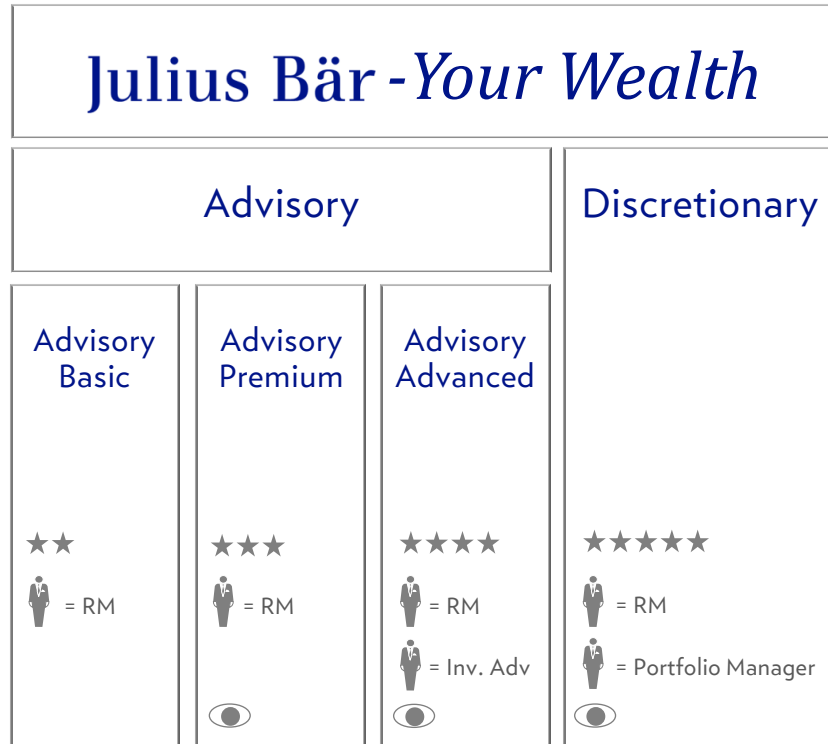 Julius Bär -Your Wealth
Advisory
Discretionary
Advisory
Basic
Advisory
Premium
Advisory
Advanced
= RM
= RM
= RM
= Inv. Adv
= RM
= Portfolio Manager